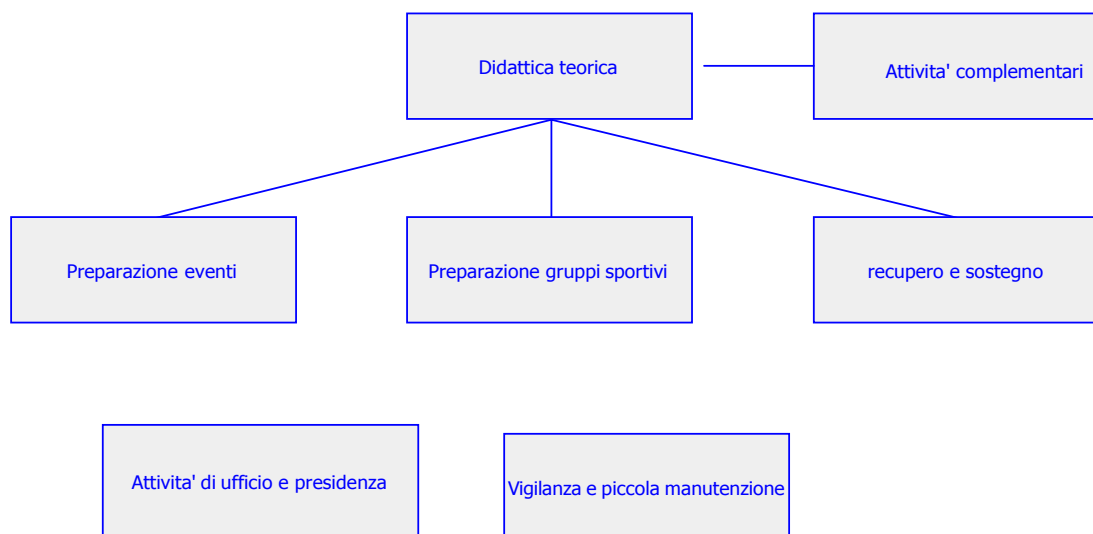 Didattica teorica
Attivita' complementari
Preparazione eventi
Preparazione gruppi sportivi
recupero e sostegno
Attivita' di ufficio e presidenza
Vigilanza e piccola manutenzione